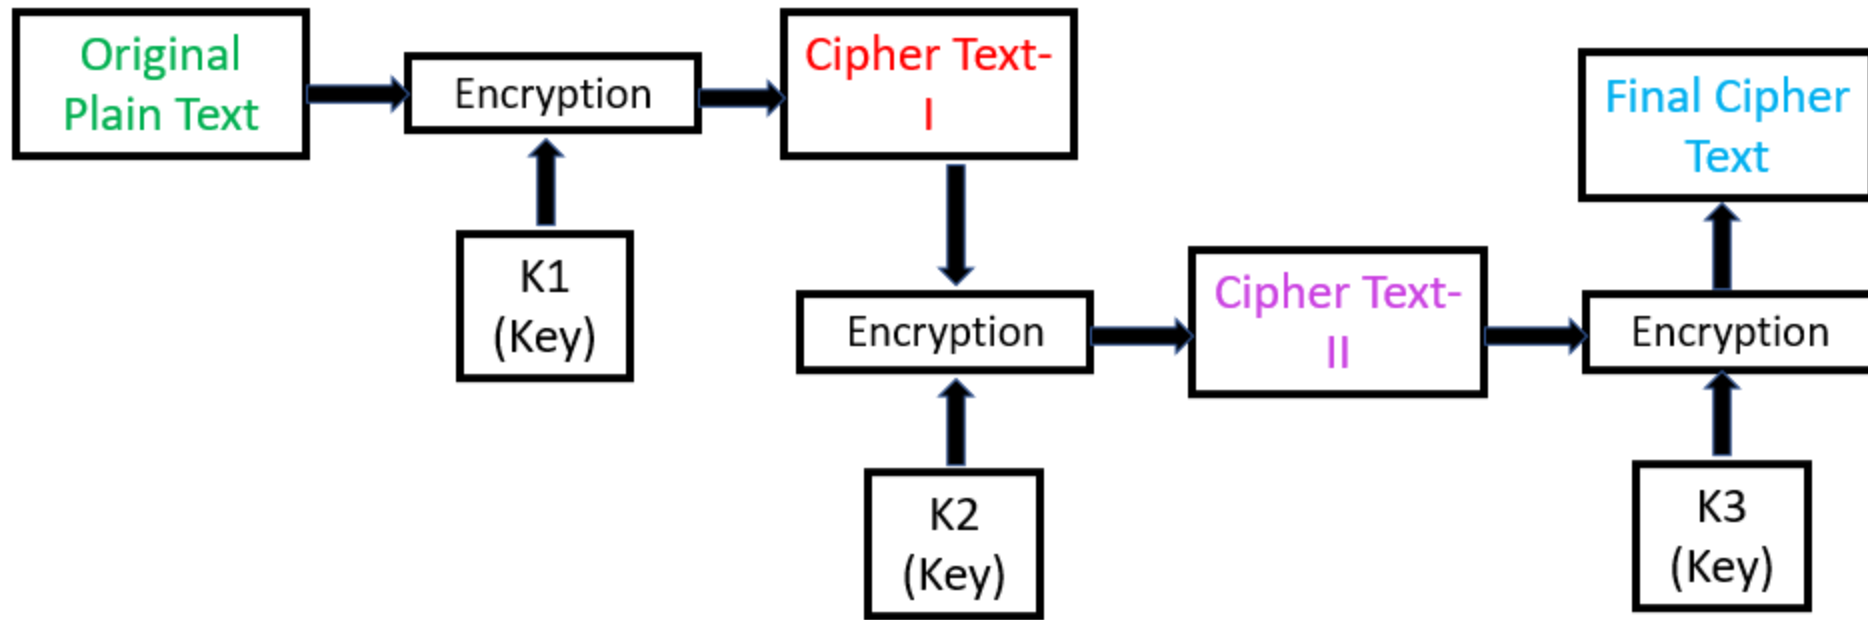 Original
Plain Text
Encryption
Cipher Text-
I
K1
(Key)
Encryption
K2
(Key)
Cipher Text-
II
Encryption
K3
(Key)
Final Cipher
Text